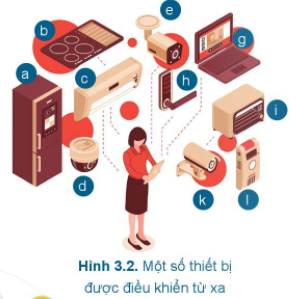 e
b
g
a
c
h
i
d
k
l
Hình 3.2. Một số thiết bị
được điều khiển từ xa